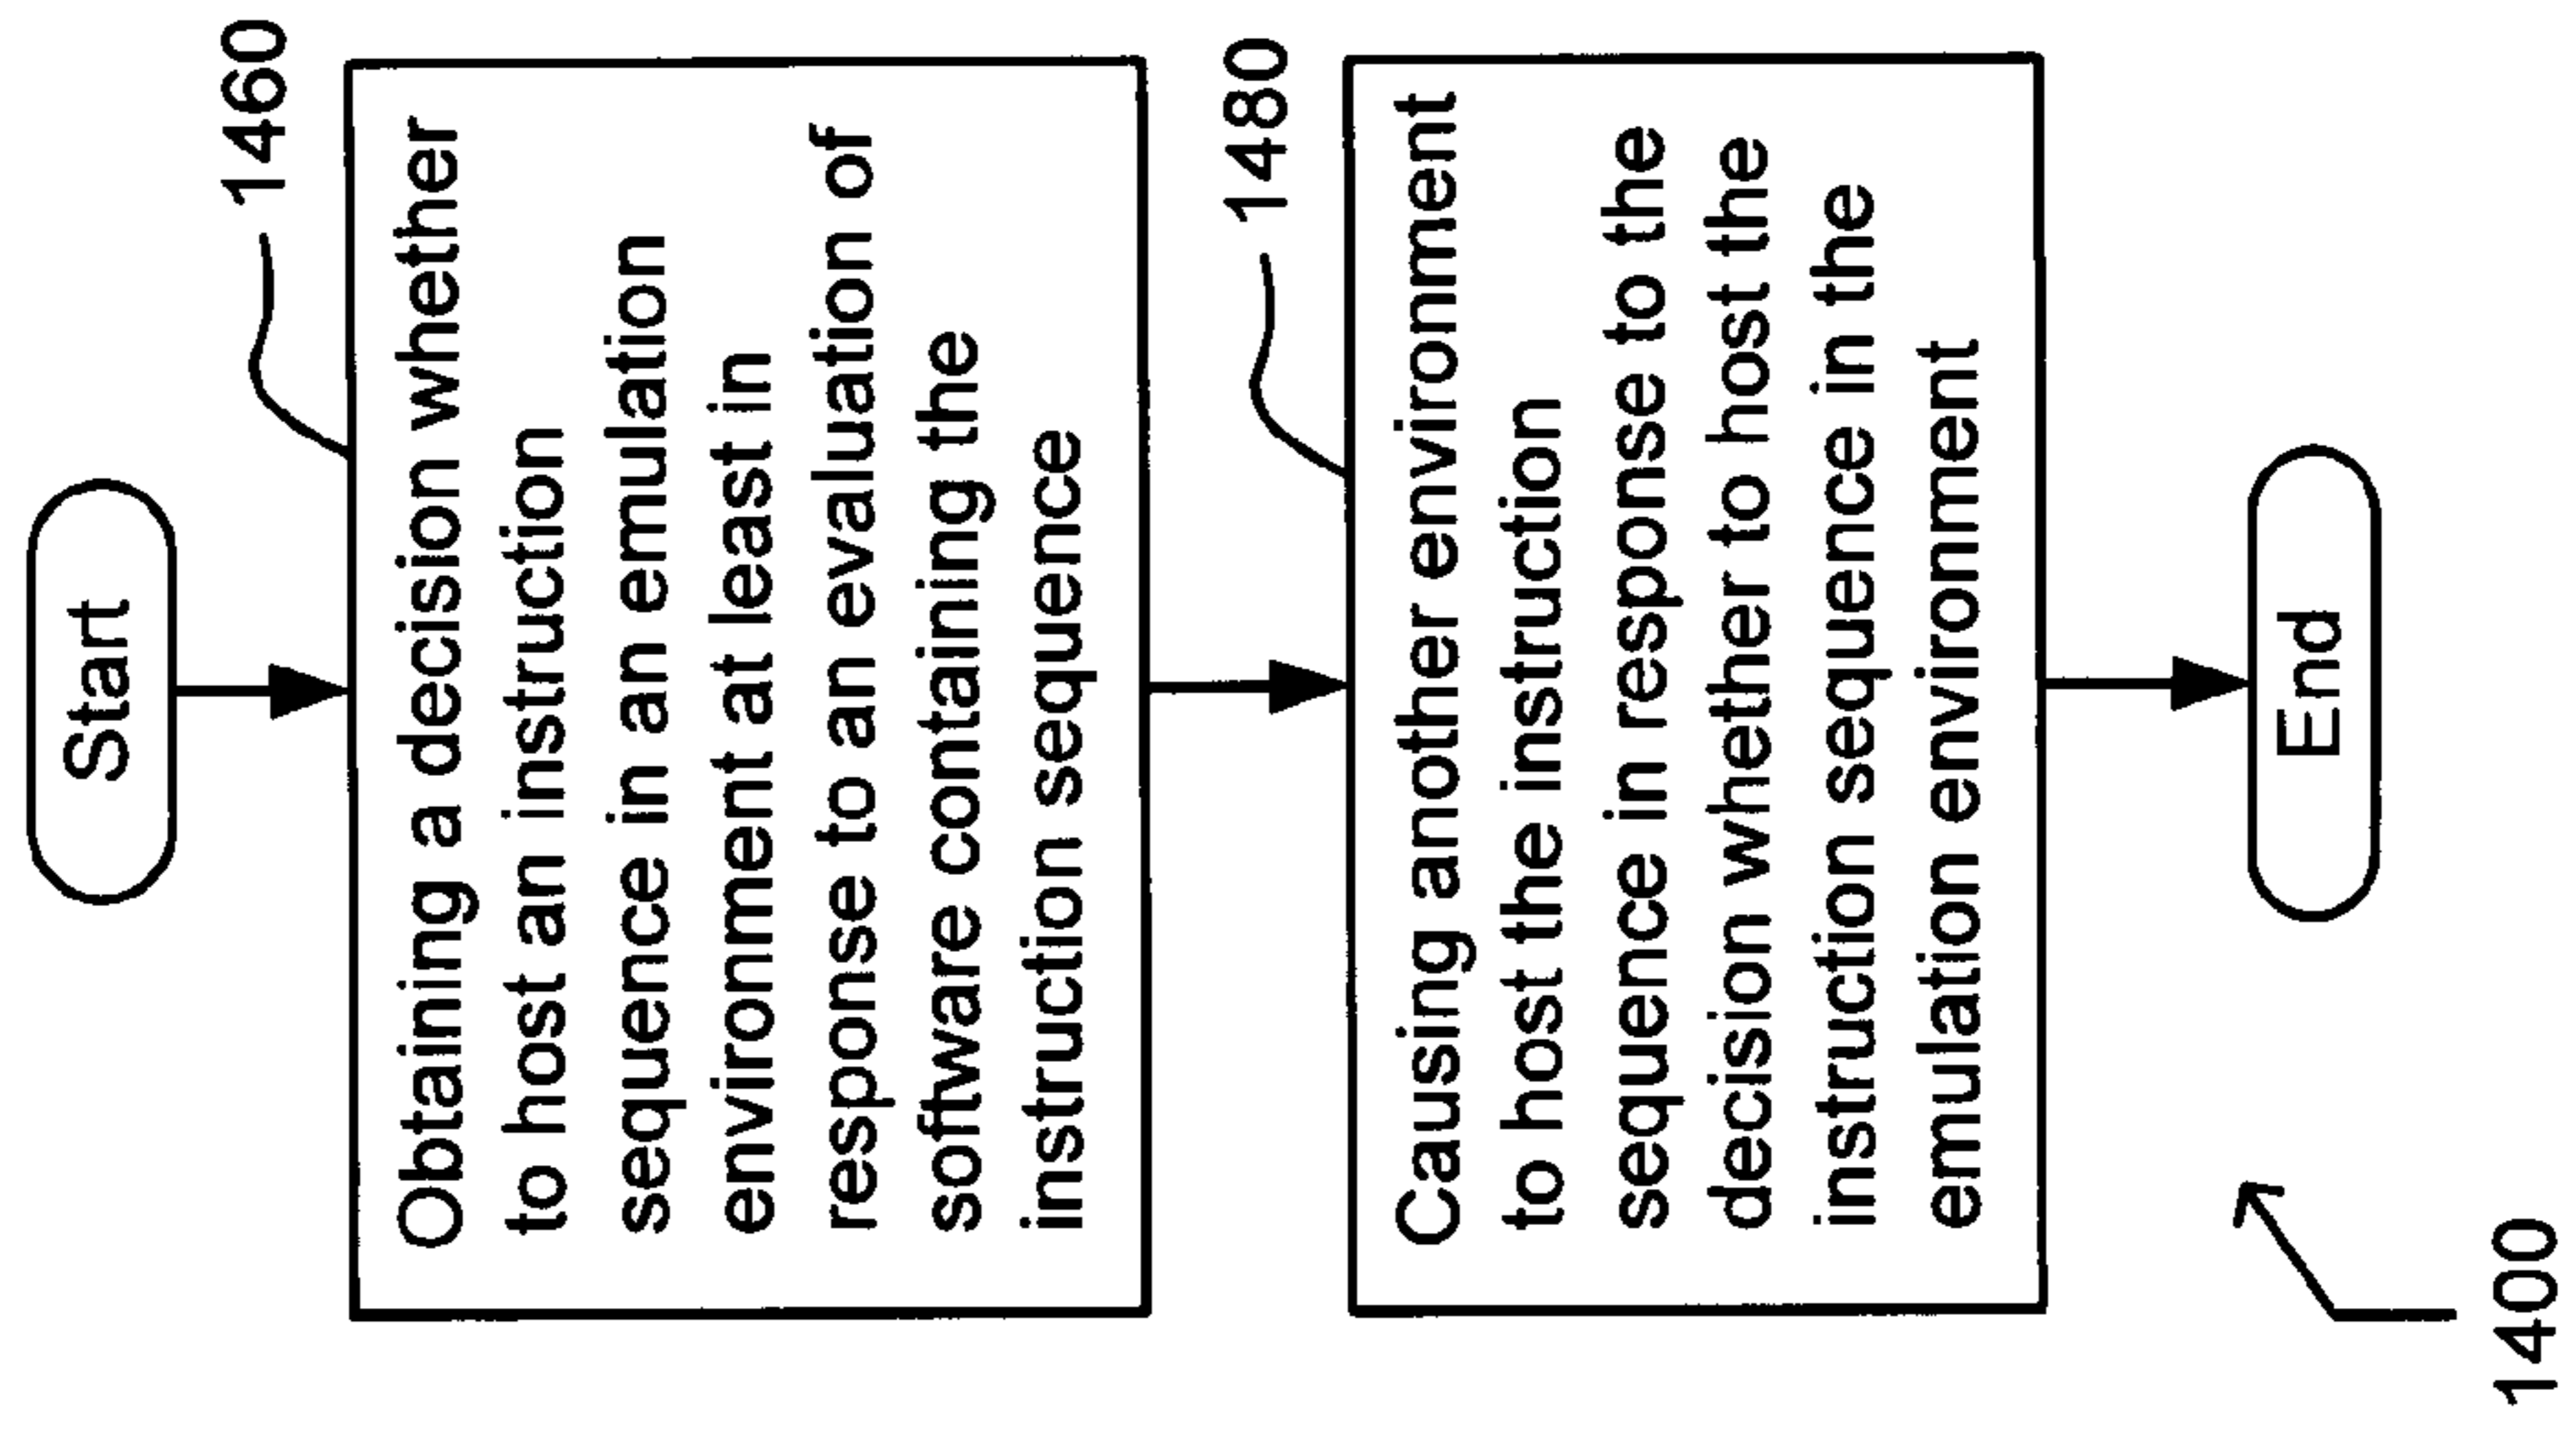 Start
1460
Obtaining a decision whether
to host an instruction
sequence in an emulation
environment at least in
response to an evaluation of
software containing the
instruction sequence
1480
Causing another environment
to host the instruction
sequence in response to the
decision whether to host the
instruction sequence in the
emulation environment
End
1400